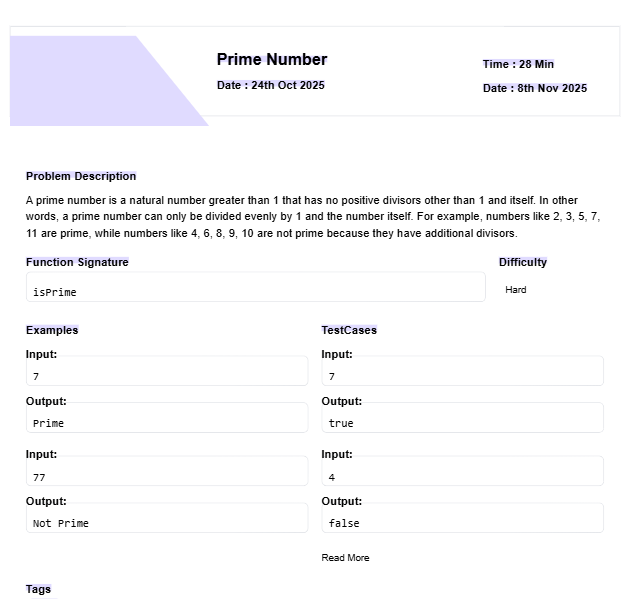 Prime Number
Date : 24th Oct 2025
Time : 28 Min
Date : 8th Nov 2025
Problem Description
A prime number is a natural number greater than 1 that has no positive divisors other than 1 and itself. In other
words, a prime number can only be divided evenly by 1 and the number itself. For example, numbers like 2, 3, 5, 7,
11 are prime, while numbers like 4, 6, 8, 9, 10 are not prime because they have additional divisors.
Function Signature
isPrime
Difficulty
Hard
Examples
Input:
7
Output:
Prime
Input:
77
Output:
Not Prime
TestCases
Input:
7
Output:
true
Input:
4
Output:
false
Read More
Tags